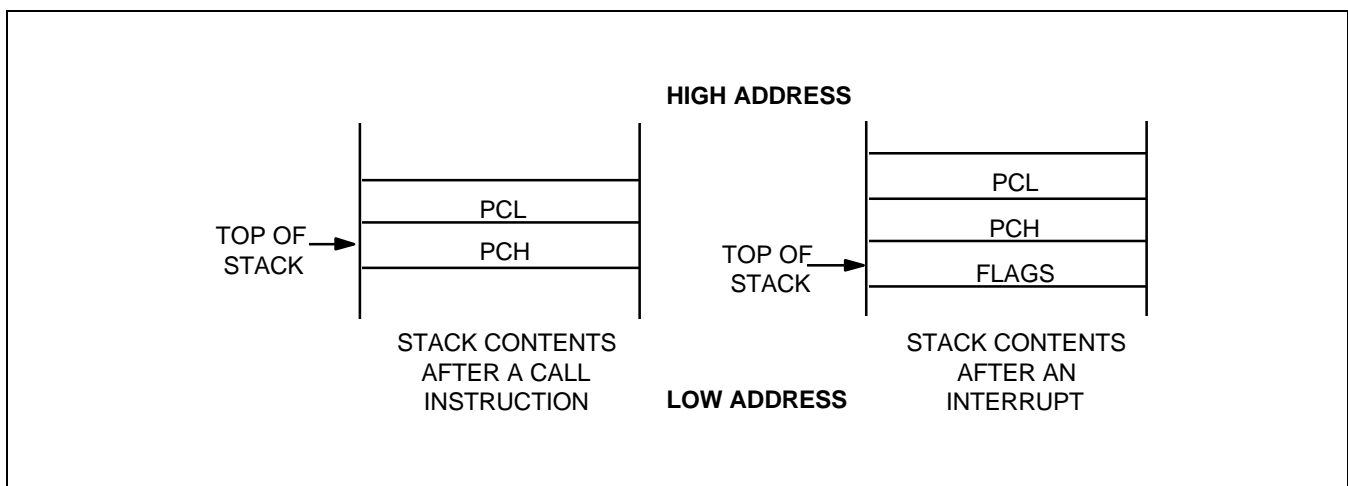 HIGH ADDRESS
PCL
PCH
TOP OF
STACK
STACK CONTENTS
AFTER A CALL
INSTRUCTION
PCL
PCH
FLAGS
TOP OF
STACK
STACK CONTENTS
AFTER AN
INTERRUPT
LOW ADDRESS